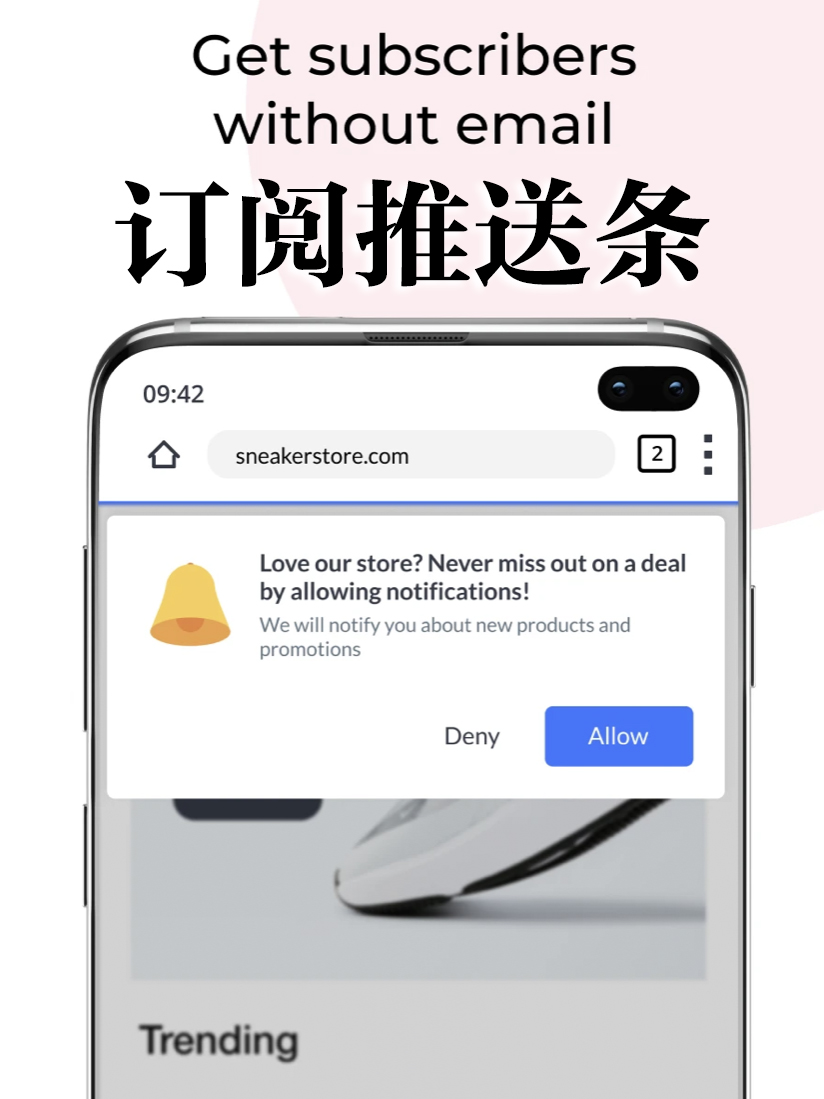 Get subscribers
without email
订阅推送条
09:42
sneakerstore.com
2
Love our store? Never miss out on a deal
by allowing notifications!
We will notify you about new products and
promotions
Deny
Allow
Trending